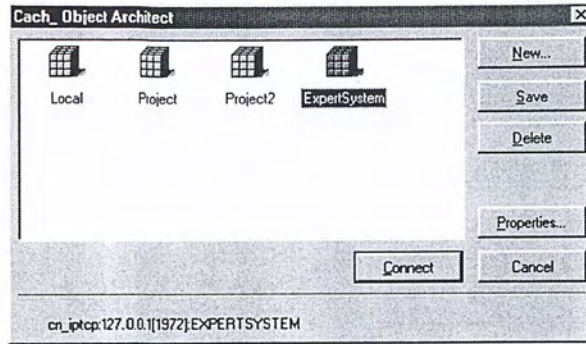 Cach_ Object Architect
Local
Project
Project2
ExpertSystem
New...
Save
Delete
Properties...
Connect
Cancel
cn_iptcp:127.0.0.1[1972]:EXPERTSYSTEM